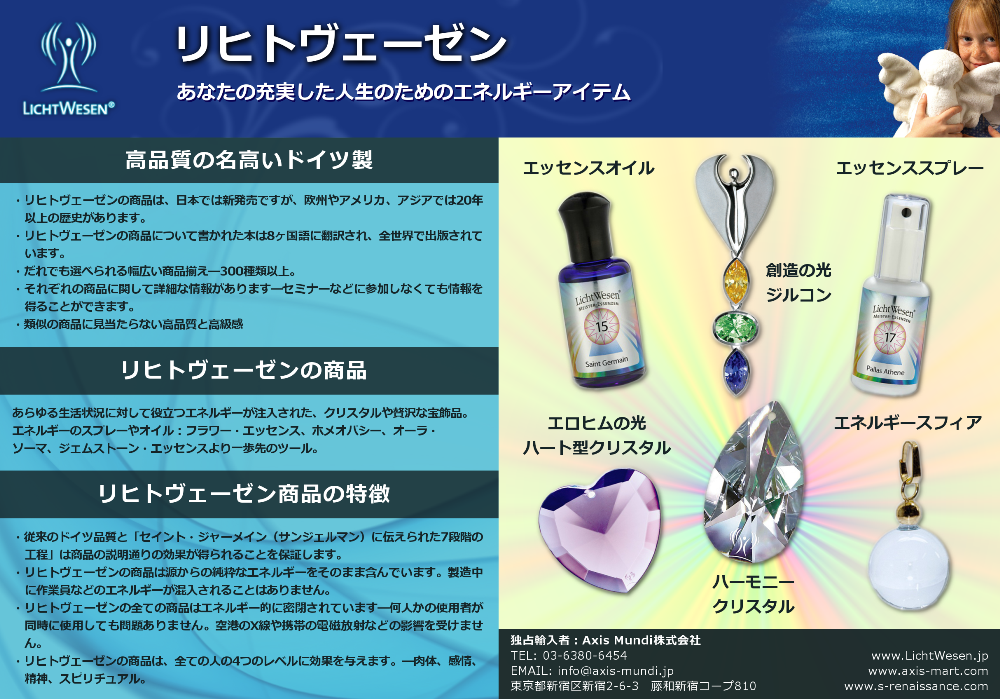 リヒトヴェーゼン
あなたの充実した人生のためのエネルギーアイテム
LICHTWESEN®
高品質の名高いドイツ製
・リヒトヴェーゼンの商品は、日本では新発売ですが、欧州やアメリカ、アジアでは20年
以上の歴史があります。
・リヒトヴェーゼンの商品について書かれた本は8ヶ国語に翻訳され、全世界で出版されて
います。
・だれでも選べられる幅広い商品揃え—300種類以上。
・それぞれの商品に関して詳細な情報があります—セミナーなどに参加しなくても情報を
得ることができます。
・類似の商品に見当たらない高品質と高級感
リヒトヴェーゼンの商品
あらゆる生活状況に対して役立つエネルギーが注入された、クリスタルや贅沢な宝飾品。
エネルギーのスプレーやオイル：フラワー・エッセンス、ホメオパシー、オーラ・
ソーマ、ジェムストーン・エッセンスより一歩先のツール。
リヒトヴェーゼン商品の特徴
・従来のドイツ品質と「セイント・ジャーメイン（サンジェルマン）に伝えられた7段階の
工程」は商品の説明通りの効果が得られることを保証します。
・リヒトヴェーゼンの商品は源からの純粋なエネルギーをそのまま含んでいます。製造中
に作業員などのエネルギーが混入されることはありません。
・リヒトヴェーゼンの全ての商品はエネルギー的に密閉されています—何人かの使用者が
同時に使用しても問題ありません。空港のX線や携帯の電磁放射などの影響を受けませ
ん。
・リヒトヴェーゼンの商品は、全ての人の4つのレベルに効果を与えます。—肉体、感情、
精神、スピリチュアル。
エッセンスオイル
エッセンススプレー
創造の光
ジルコン
LichtWesen®
MEISTER-ESSENZEN
15
Saint Germain
LichtWesen®
MEISTER-ESSENZEN
17
Pallas Athene
エロヒムの光
ハート型クリスタル
エネルギースフィア
ハーモニー
クリスタル
独占輸入者：Axis Mundi株式会社
TEL: 03-6380-6454
EMAIL: info@axis-mundi.jp
東京都新宿区新宿2-6-3 藤和新宿コープ810
www.LichtWesen.jp
www.axis-mart.com
www.s-renaissance.com